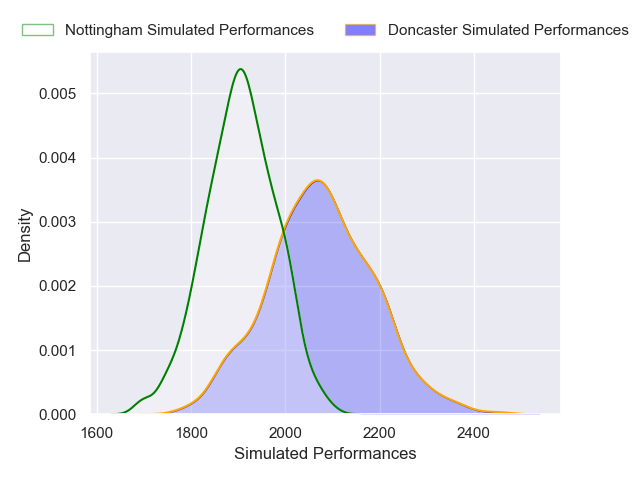 Nottingham Simulated Performances Doncaster Simulated Performances
0.005
0.004
0.003
0.002
0.001
0.000
Density
1600 1800 2000 2200 2400
Simulated Performances